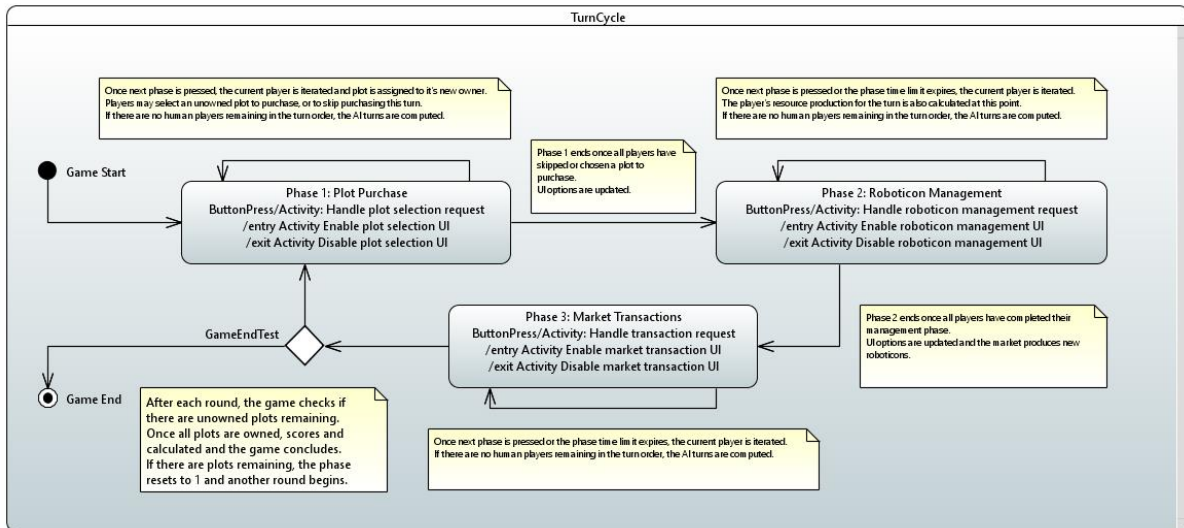 TurnCycle
Once next phase is pressed, the current player is iterated and plot is assigned to it's new owner.
Players may select an unowned plot to purchase, or to skip purchasing this turn.
If there are no human players remaining in the turn order, the AI turns are computed.
Once next phase is pressed or the phase time limit expires, the current player is iterated.
The player's resource production for the turn is also calculated at this point.
If there are no human players remaining in the turn order, the AI turns are computed.
Game Start
Phase 1 ends once all players have
skipped or chosen a plot to
purchase.
UI options are updated.
Phase 1: Plot Purchase
ButtonPress/Activity: Handle plot selection request
/entry Activity Enable plot selection UI
/exit Activity Disable plot selection UI
Phase 2: Roboticon Management
ButtonPress/Activity: Handle roboticon management request
/entry Activity Enable roboticon management UI
/exit Activity Disable roboticon management UI
Phase 3: Market Transactions
ButtonPress/Activity: Handle transaction request
/entry Activity Enable market transaction UI
/exit Activity Disable market transaction UI
Phase 2 ends once all players have completed their
management phase.
UI options are updated and the market produces new
roboticons.
GameEndTest
Game End
After each round, the game checks if
there are unowned plots remaining.
Once all plots are owned, scores and
calculated and the game concludes.
If there are plots remaining, the phase
resets to 1 and another round begins.
Once next phase is pressed or the phase time limit expires, the current player is iterated.
If there are no human players remaining in the turn order, the AI turns are computed.